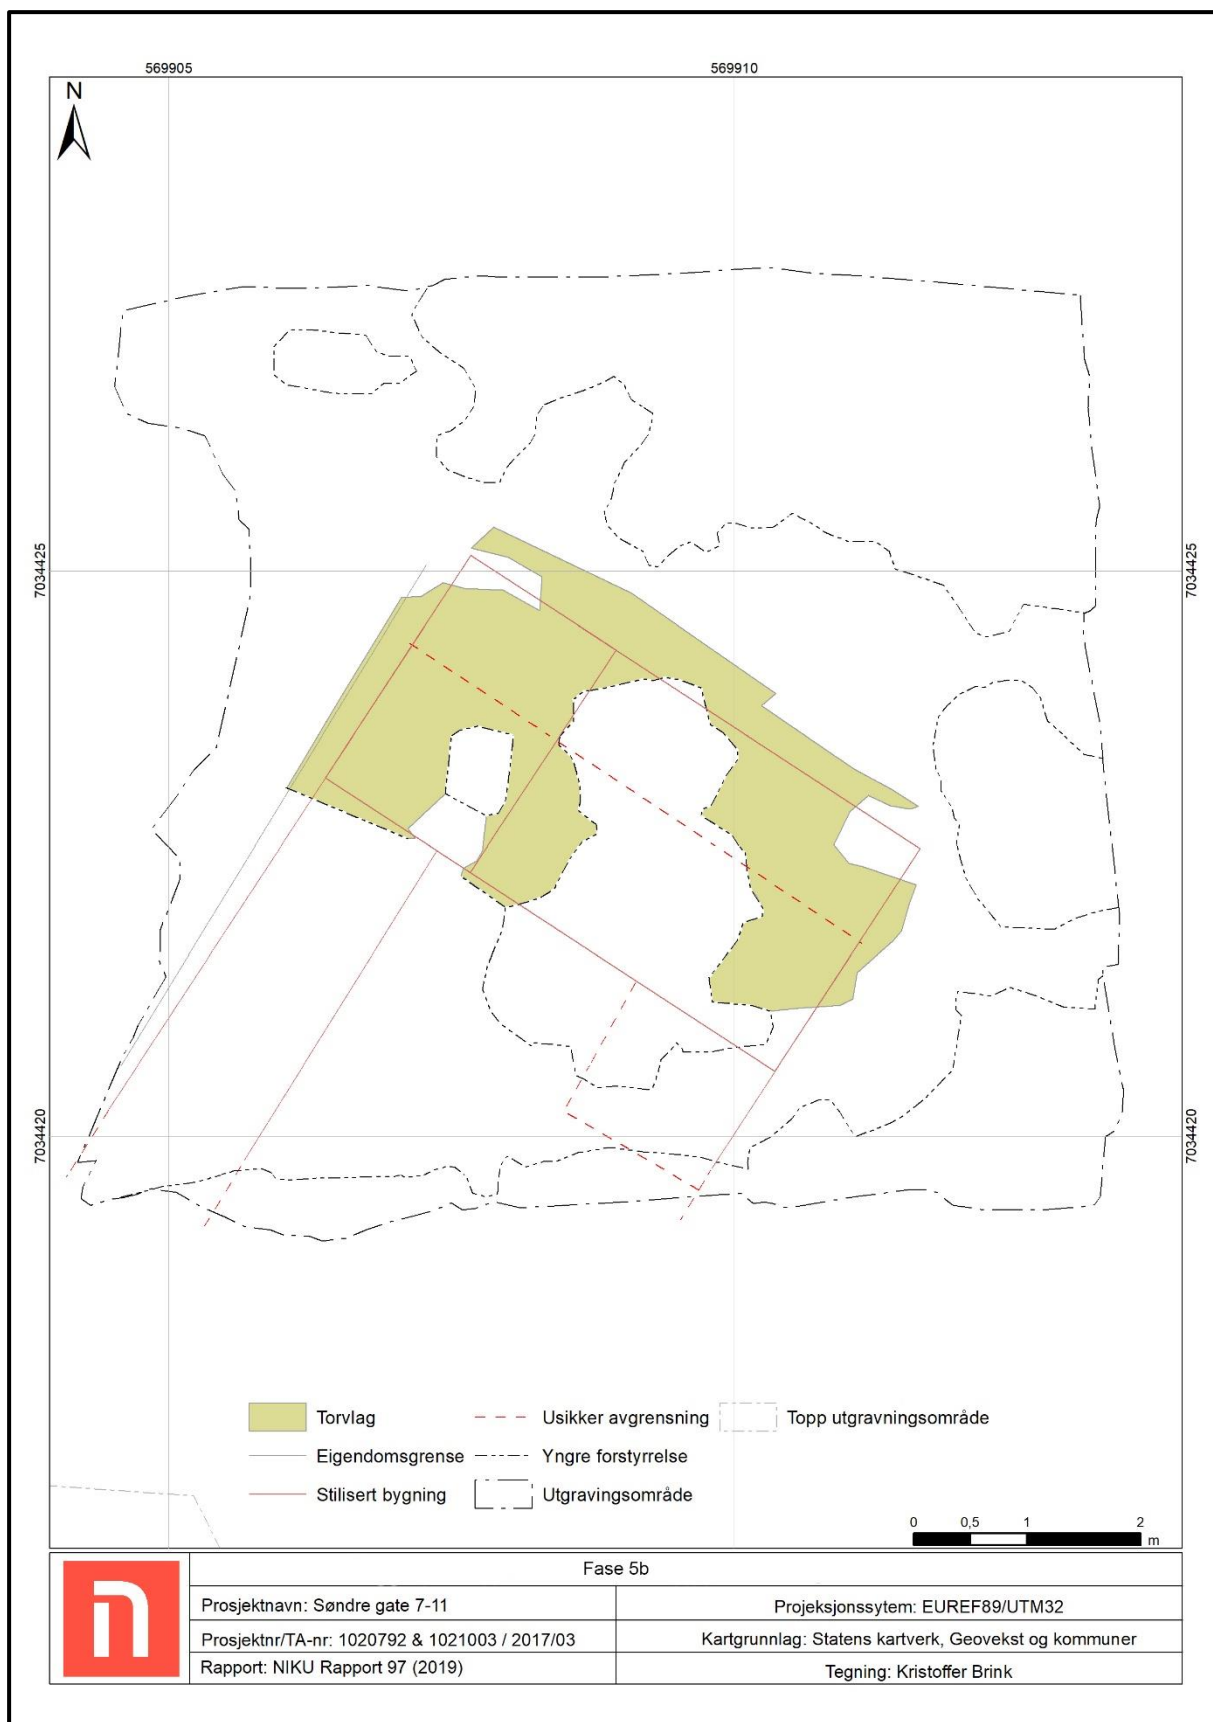 569905 569910
N
7034425 7034425
7034420 7034420
Torvlag Usikker avgrensning Topp utgravningsområde
Eigendomsgrense Yngre forstyrrelse
Stilisert bygning Utgravingsområde
0 0,5 1 2
m
Fase 5b
Prosjektnavn: Søndre gate 7-11 Projeksjonssytem: EUREF89/UTM32
Prosjektnr/TA-nr: 1020792 & 1021003 / 2017/03 Kartgrunnlag: Statens kartverk, Geovekst og kommuner
Rapport: NIKU Rapport 97 (2019) Tegning: Kristoffer Brink